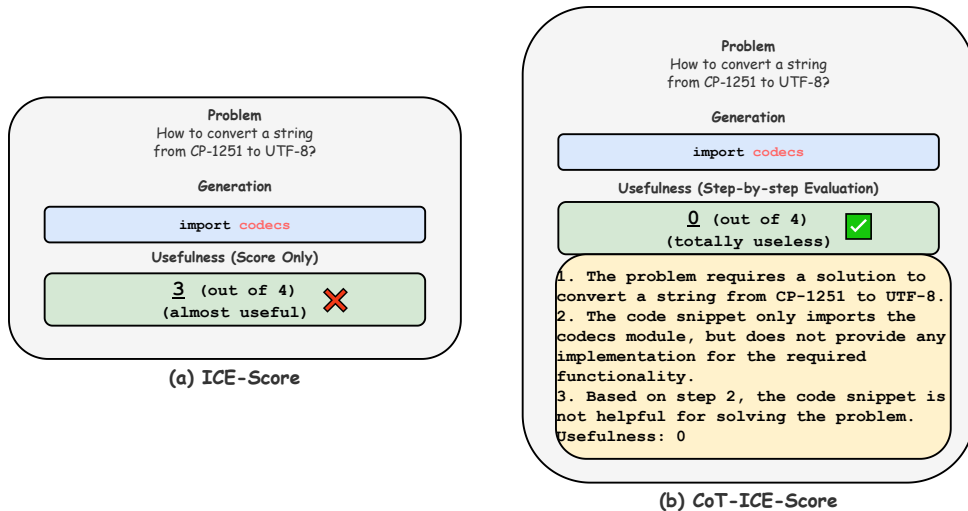 Problem
How to convert a string
from CP-1251 to UTF-8?
Generation
import codecs
Usefulness (Score Only)
3 (out of 4)
(almost useful)
(a) ICE-Score
Problem
How to convert a string
from CP-1251 to UTF-8?
Generation
import codecs
Usefulness (Step-by-step Evaluation)
0 (out of 4)
(totally useless)
1. The problem requires a solution to
convert a string from CP-1251 to UTF-8.
2. The code snippet only imports the
codecs module, but does not provide any
implementation for the required
functionality.
3. Based on step 2, the code snippet is
not helpful for solving the problem.
Usefulness: 0
(b) CoT-ICE-Score